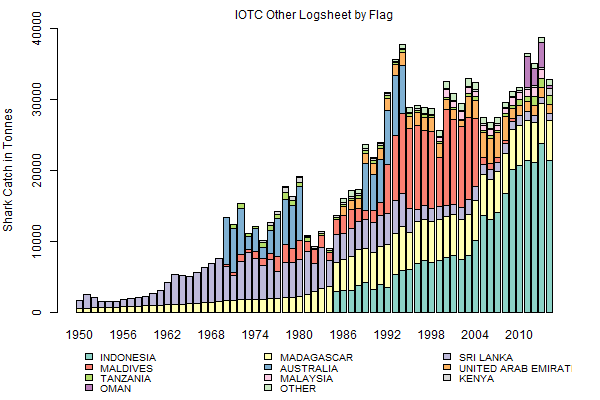 IOTC Other Logsheet by Flag
Shark Catch in Tonnes
40000
30000
20000
10000
0
1950 1956 1962 1968 1974 1980 1986 1992 1998 2004 2010
INDONESIA MADAGASCAR SRI LANKA
MALDIVES AUSTRALIA UNITED ARAB EMIRATI
TANZANIA MALAYSIA KENYA
OMAN OTHER